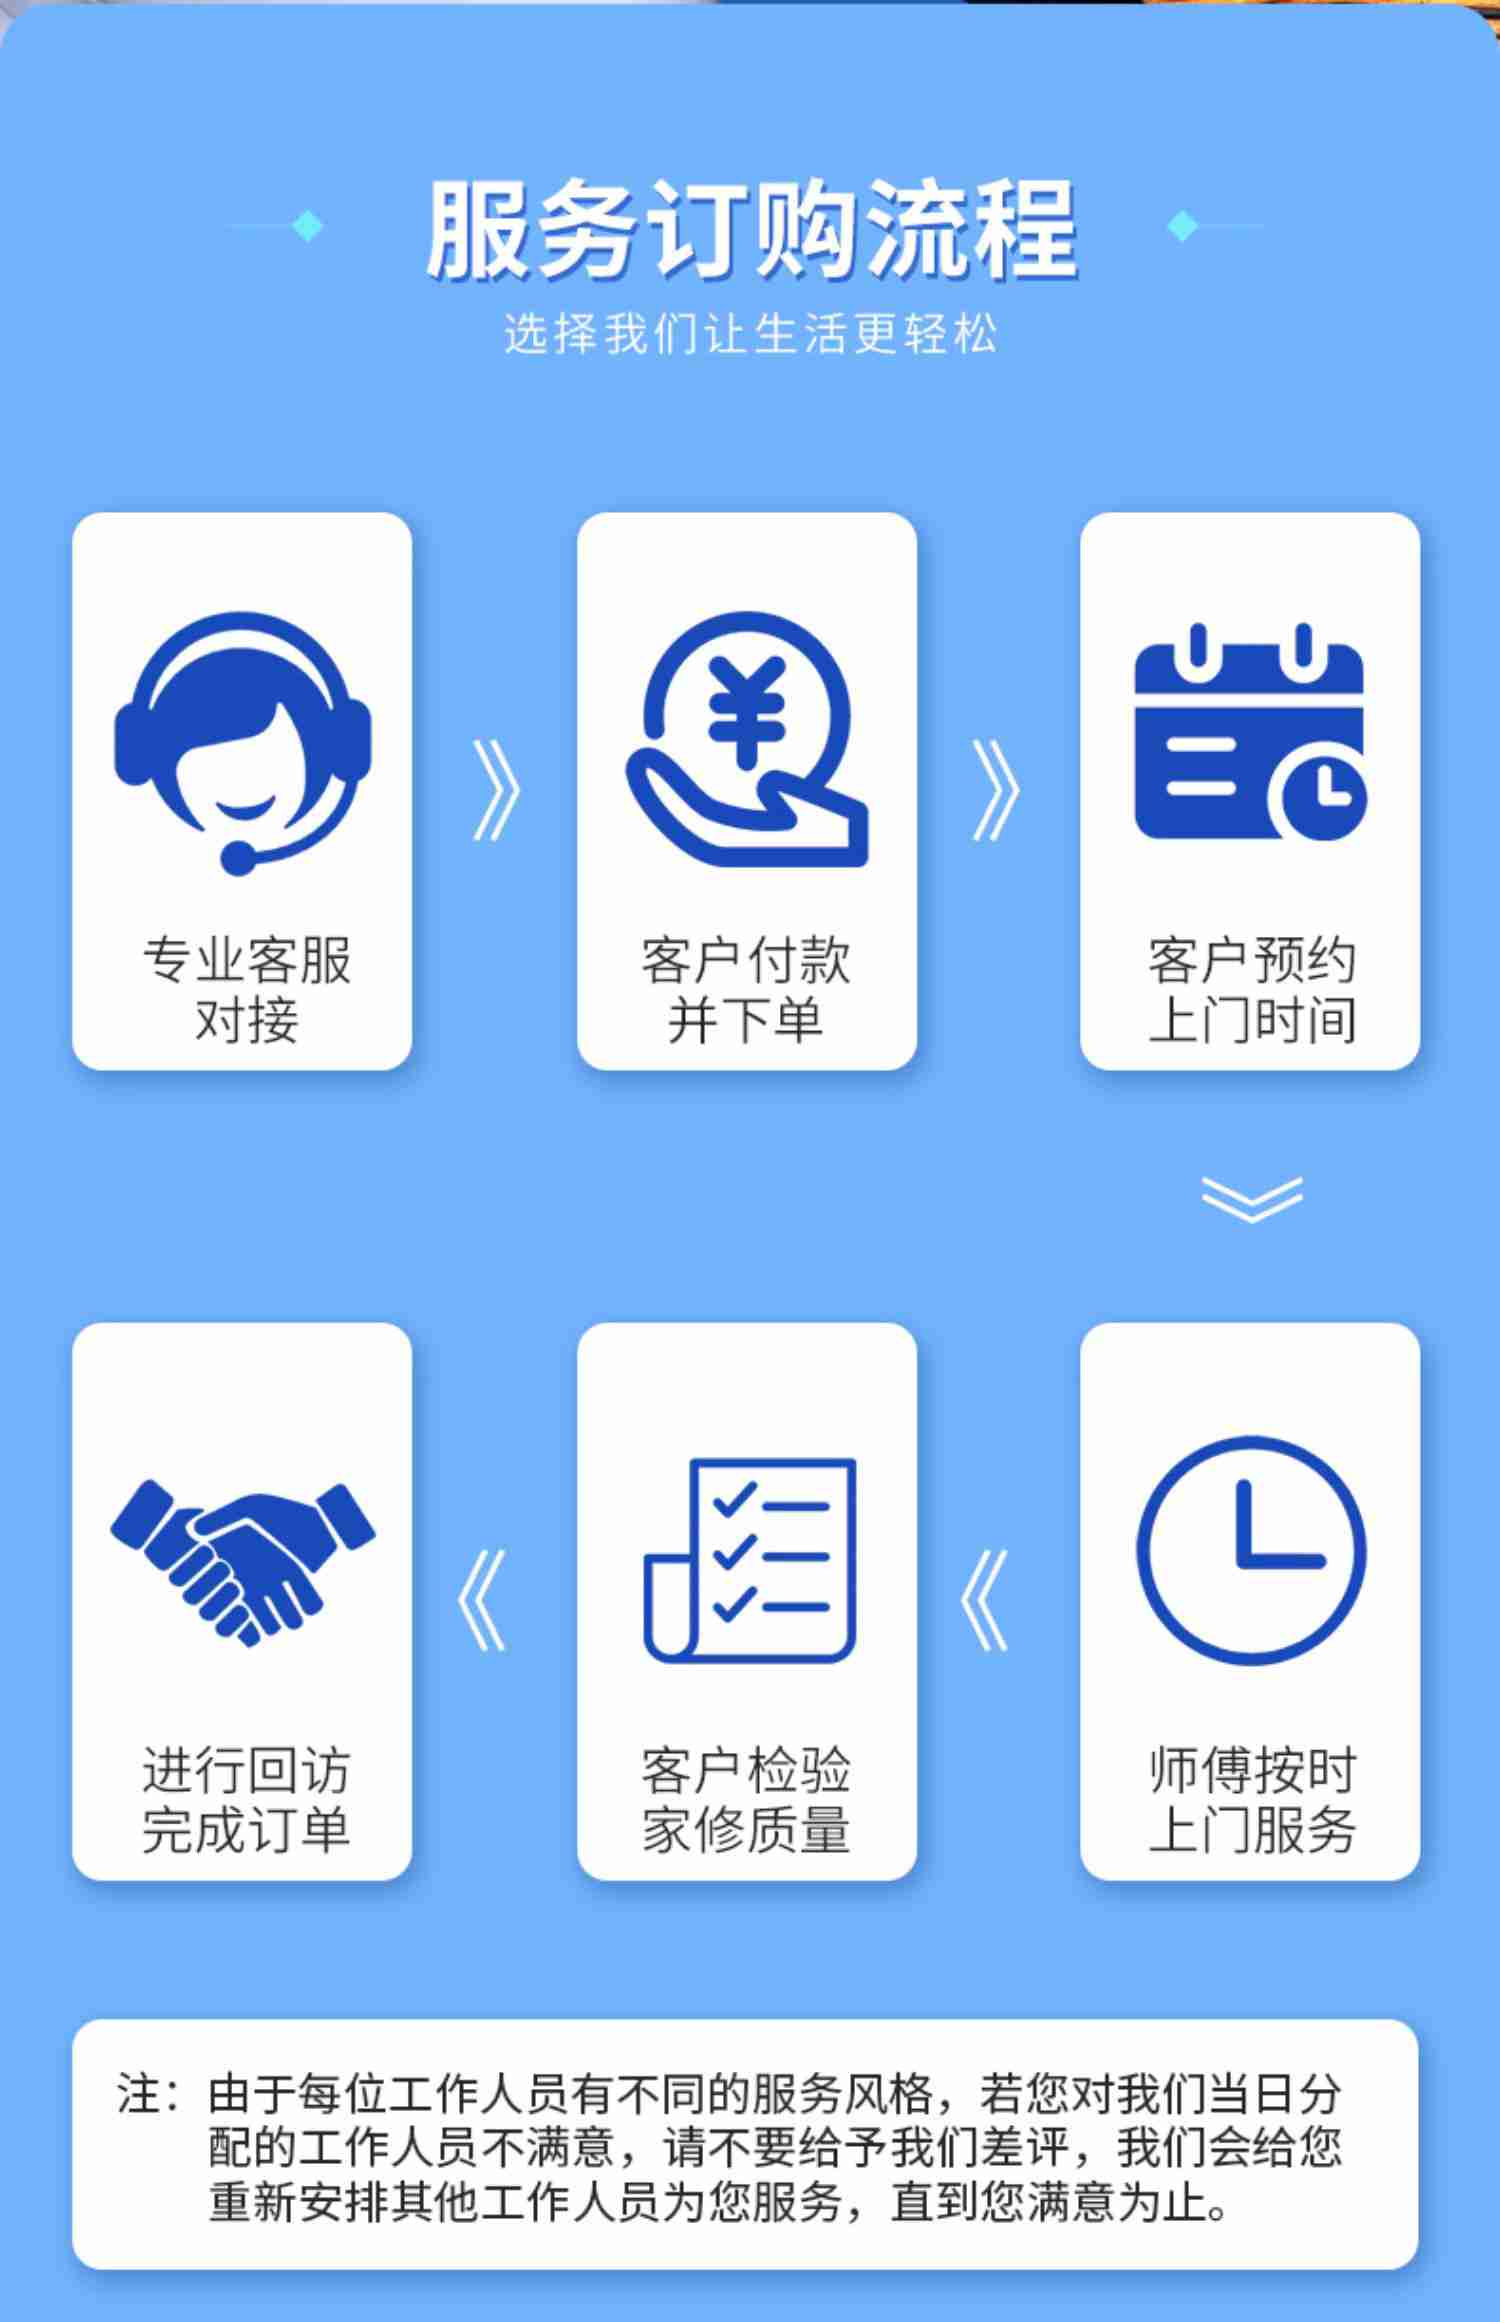 服务订购流程
选择我们让生活更轻松
专业客服
对接
客户付款
并下单
客户预约
上门时间
师傅按时
上门服务
客户检验
家修质量
进行回访
完成订单
注：由于每位工作人员有不同的服务风格，若您对我们当日分
配的工作人员不满意，请不要给予我们差评，我们会给您
重新安排其他工作人员为您服务，直到您满意为止。